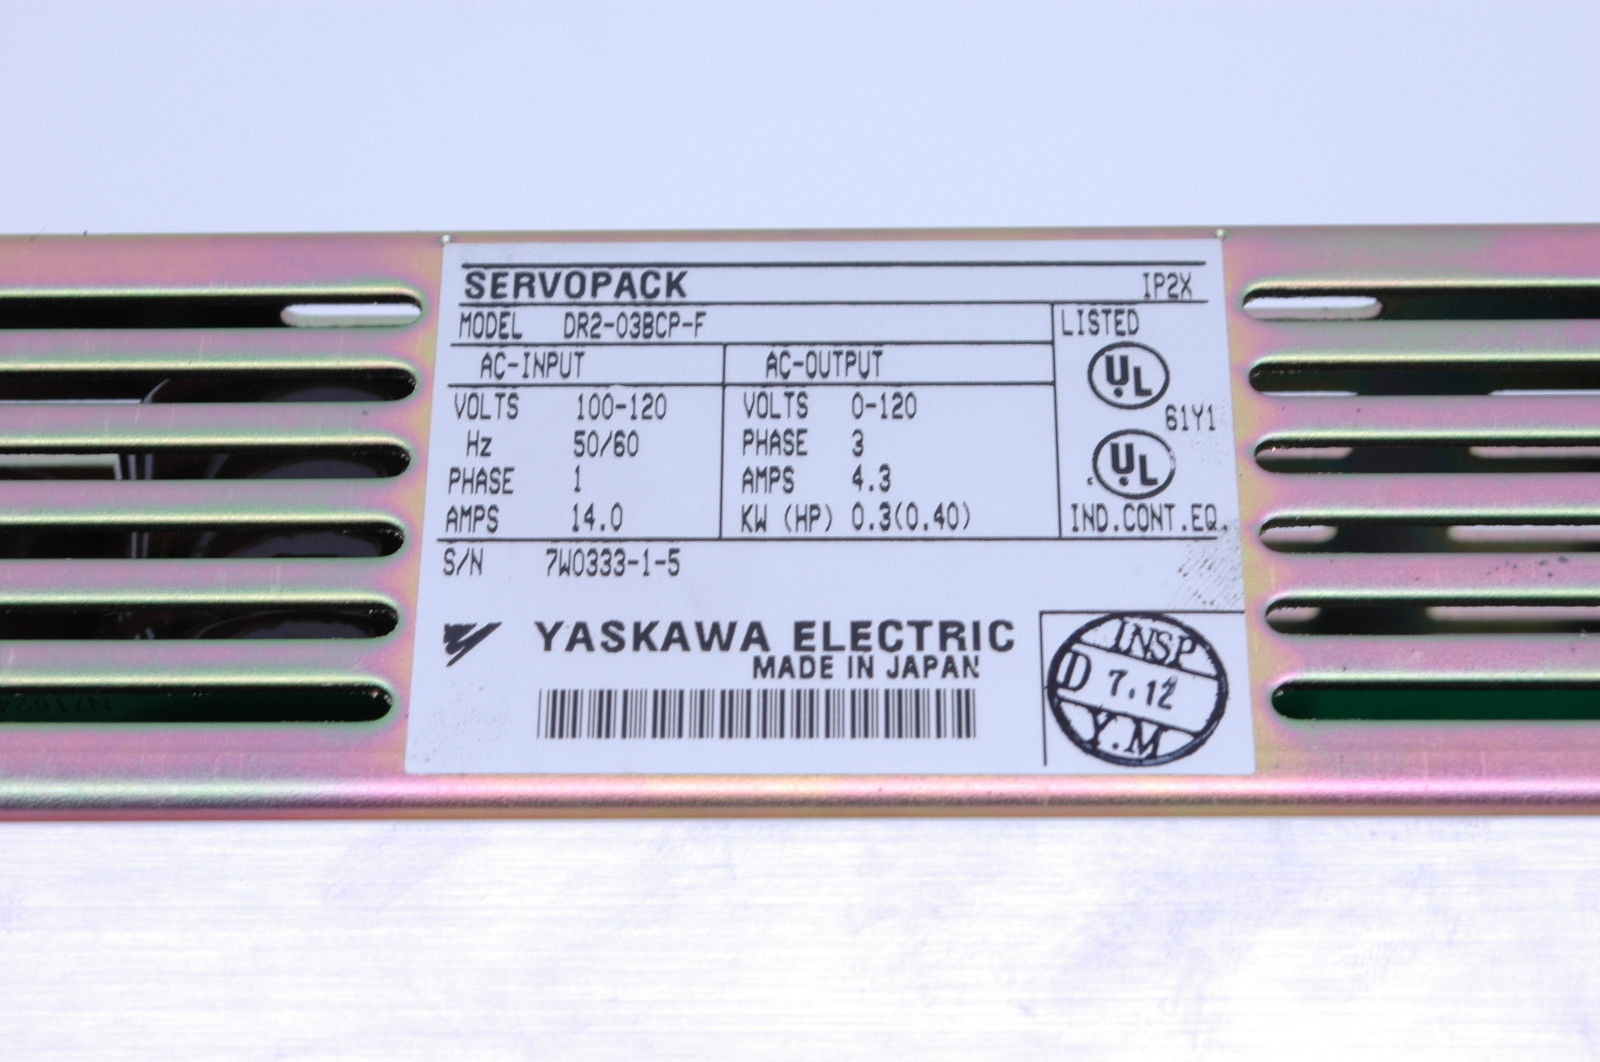 SERVOPACK IP2X
MODEL DR2-03BCP-F LISTED
AC-INPUT AC-OUTPUT
UL
VOLTS 100-120 VOLTS 0-120
61Y1
Hz 50/60 PHASE 3
c UL
PHASE 1 AMPS 4.3
AMPS 14.0 KW (HP) 0.3(0.40) IND.CONT.EQ.
S/N 7W0333-1-5
YASKAWA ELECTRIC
MADE IN JAPAN
INSP
D 7.12
Y.M